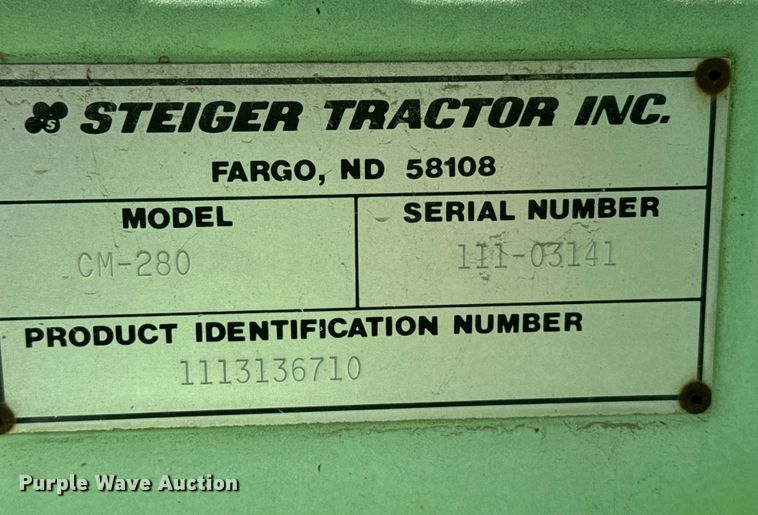 S STEIGER TRACTOR INC.
FARGO, ND 58108
MODEL
CM-280
SERIAL NUMBER
111-03141
PRODUCT IDENTIFICATION NUMBER
1113136710
Purple Wave Auction